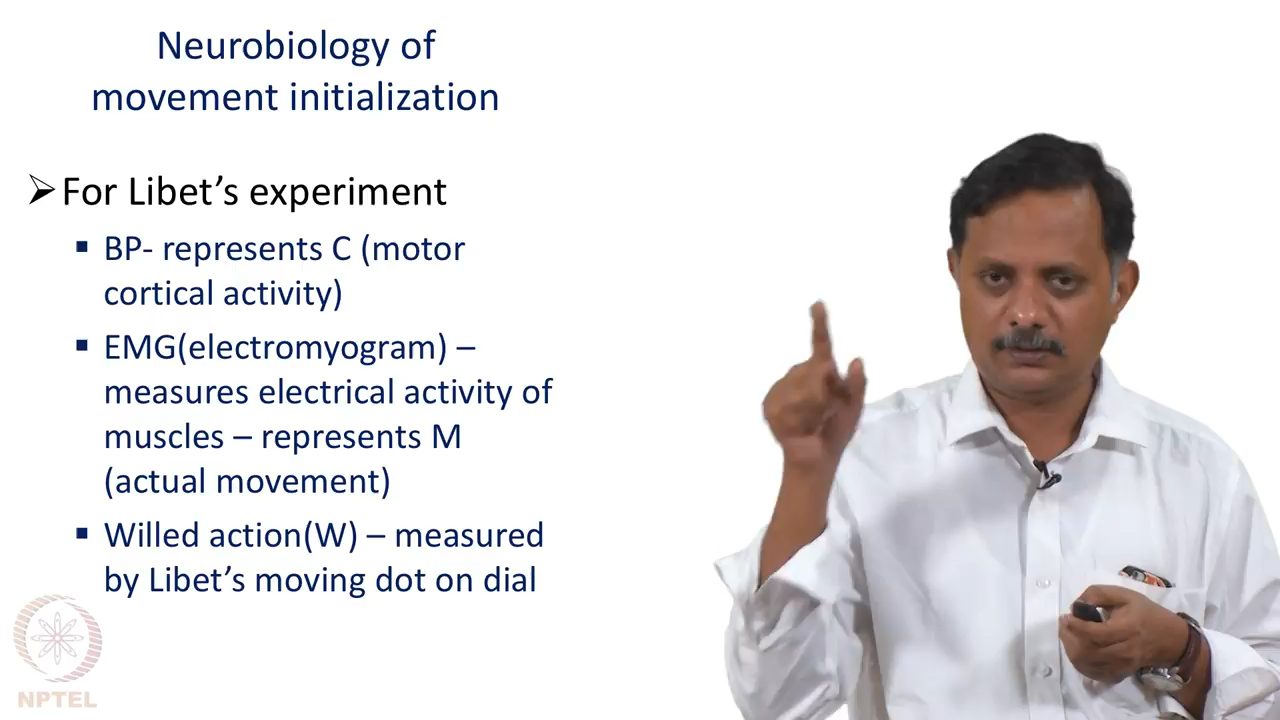 Neurobiology of
movement initialization
➢For Libet’s experiment
▪ BP- represents C (motor
cortical activity)
▪ EMG(electromyogram) –
measures electrical activity of
muscles – represents M
(actual movement)
▪ Willed action(W) – measured
by Libet’s moving dot on dial
NPTEL